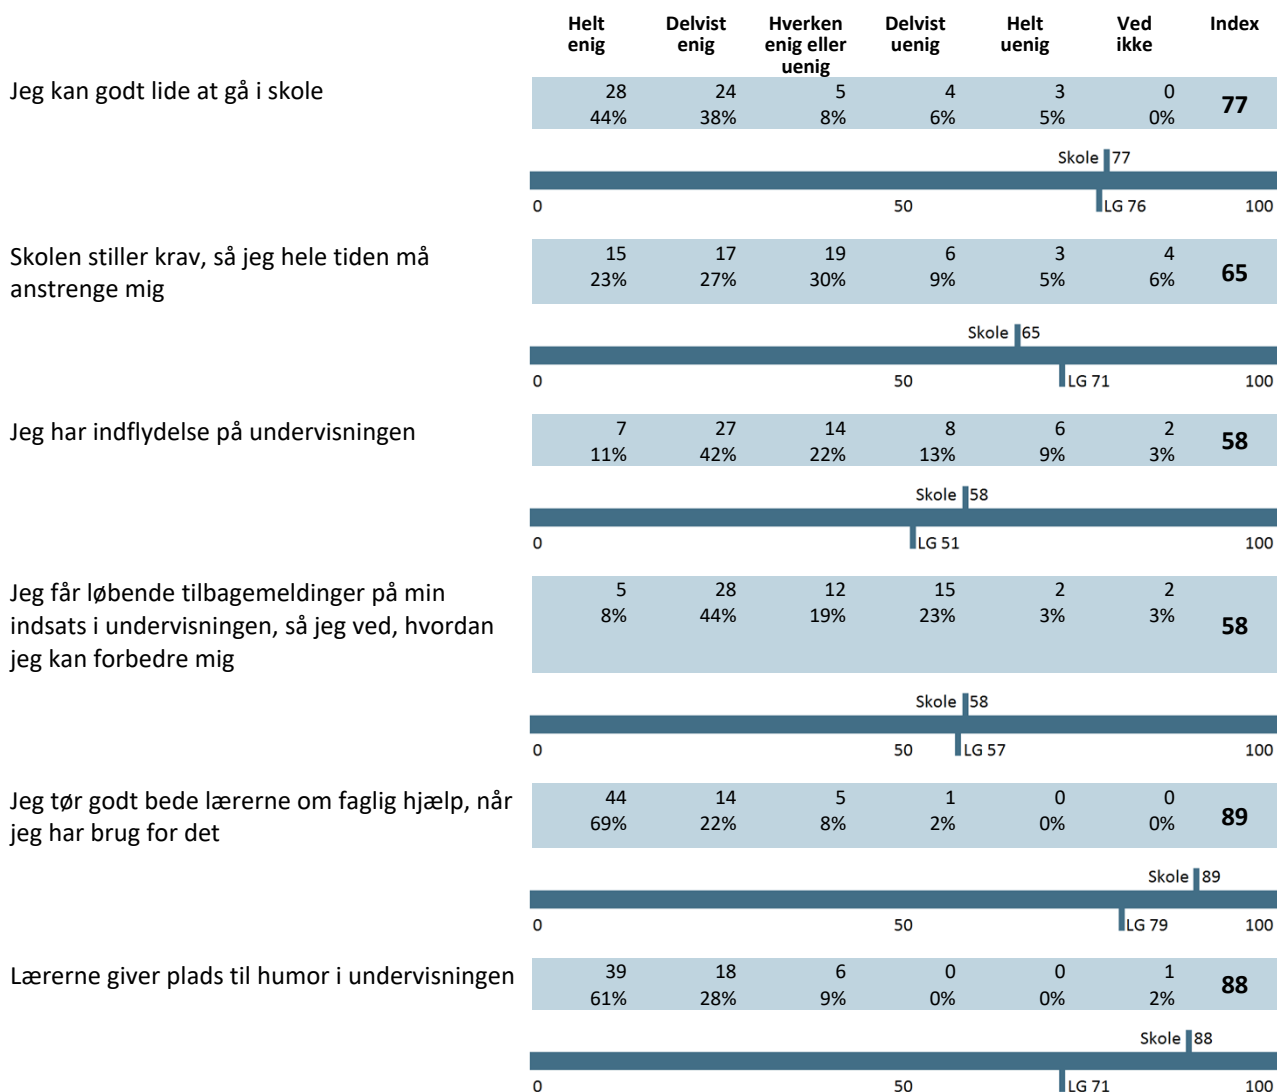 Helt enig Delvist enig Hverken enig eller uenig Delvist uenig Helt uenig Ved ikke Index
Jeg kan godt lide at gå i skole
28 24 5 4 3 0 77
44% 38% 8% 6% 5% 0%
Skole 77
0 50 LG 76 100
Skolen stiller krav, så jeg hele tiden må
anstrenge mig
15 17 19 6 3 4 65
23% 27% 30% 9% 5% 6%
Skole 65
0 50 LG 71 100
Jeg har indflydelse på undervisningen
7 27 14 8 6 2 58
11% 42% 22% 13% 9% 3%
Skole 58
0 LG 51 100
Jeg får løbende tilbagemeldinger på min
indsats i undervisningen, så jeg ved, hvordan
jeg kan forbedre mig
5 28 12 15 2 2 58
8% 44% 19% 23% 3% 3%
Skole 58
0 50 LG 57 100
Jeg tør godt bede lærerne om faglig hjælp, når
jeg har brug for det
44 14 5 1 0 0 89
69% 22% 8% 2% 0% 0%
Skole 89
0 50 LG 79 100
Lærerne giver plads til humor i undervisningen
39 18 6 0 0 1 88
61% 28% 9% 0% 0% 2%
Skole 88
0 50 LG 71 100